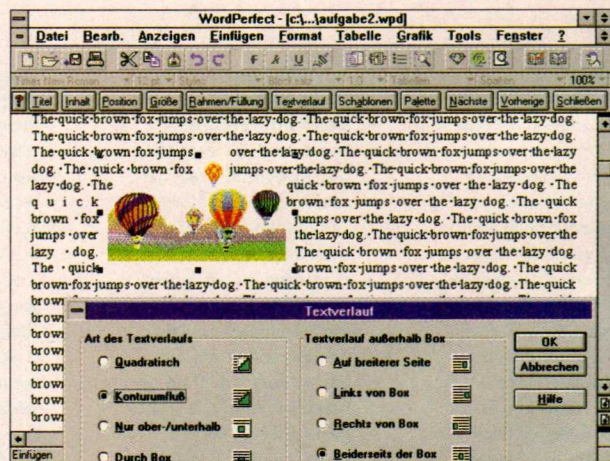 WordPerfect - [c:\...\aufgabe2.wpd]
Datei Bearb. Anzeigen Einfügen Format Tabelle Grafik Tools Fenster ?
100%
? Titel Inhalt Position Größe Rahmen/Füllung Textverlauf Schablonen Palette Nächste Vorherige Schließen
The·quick·brown·fox·jumps·over·the·lazy·dog.·The·quick·brown·fox·jumps·over·the·lazy·dog.
The·quick·brown·fox·jumps·over·the·lazy·dog.·The·quick·brown·fox·jumps·over·the·lazy·dog.
The·quick·brown·fox·jumps· over·the·lazy·dog.·The·quick·brown·fox·jumps·over·the·lazy
dog.·The·quick·brown·fox jumps·over·the·lazy·dog.·The·quick·brown·fox·jumps·over·the
lazy·dog.·The quick·brown·fox·jumps·over·the·lazy·dog.·The
quick brown·fox·jumps·over·the·lazy·dog.·The·quick
brown·fox jumps·over·the·lazy·dog.·The·quick·brown·fox
jumps·over the·lazy·dog.·The·quick·brown·fox·jumps·over
lazy·dog. The·quick·brown·fox·jumps·over·the·lazy·dog.
The·quick brown·fox·jumps·over·the·lazy·dog.·The·quick
brown·fox·jumps·over·the·lazy·dog.·The·quick·brown·fox·jumps·over·the·lazy·dog.·The·quick
brown
brown
brown
brown
brown
brown
brown
Textverlauf
Art des Textverlaufs
Quadratisch
Konturumfluß
Nur ober-/unterhalb
Durch Box
Textverlauf außerhalb Box
Auf breiterer Seite
Links von Box
Rechts von Box
Beiderseits der Box
OK
Abbrechen
Hilfe
Einfügen